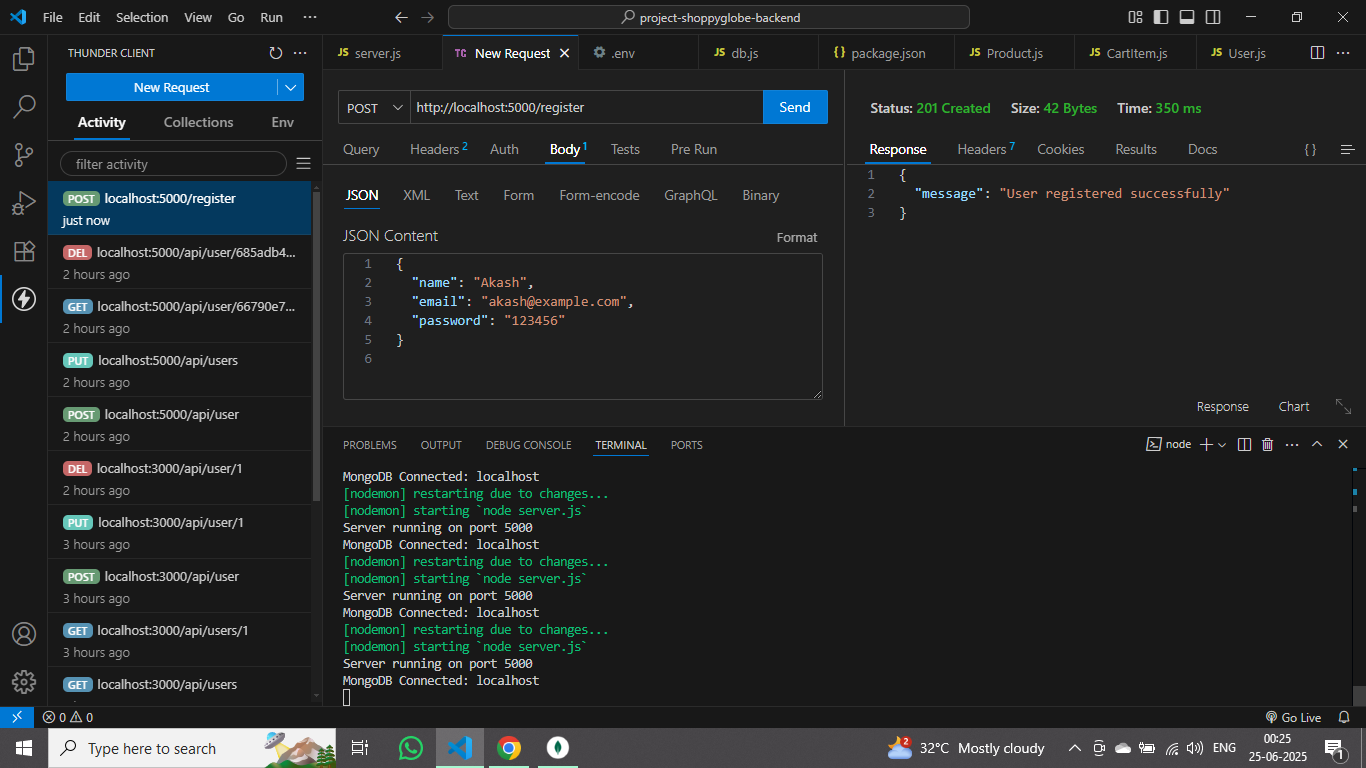 File Edit Selection View Go Run ···
project-shoppyglobe-backend
THUNDER CLIENT
New Request
Activity Collections Env
filter activity
POST localhost:5000/register
just now
DEL localhost:5000/api/user/685adb4...
2 hours ago
GET localhost:5000/api/user/66790e7...
2 hours ago
PUT localhost:5000/api/users
2 hours ago
POST localhost:5000/api/user
2 hours ago
DEL localhost:3000/api/user/1
2 hours ago
PUT localhost:3000/api/user/1
3 hours ago
POST localhost:3000/api/user
3 hours ago
GET localhost:3000/api/users/1
3 hours ago
GET localhost:3000/api/users
JS server.js TC New Request .env JS db.js {} package.json JS Product.js JS CartItem.js JS User.js
POST http://localhost:5000/register Send
Query Headers 2 Auth Body 1 Tests Pre Run
JSON XML Text Form Form-encode GraphQL Binary
JSON Content Format
1 {
2 "name": "Akash",
3 "email": "akash@example.com",
4 "password": "123456"
5 }
6
Status: 201 Created Size: 42 Bytes Time: 350 ms
Response Headers 7 Cookies Results Docs { }
1 {
2 "message": "User registered successfully"
3 }
Response Chart
PROBLEMS OUTPUT DEBUG CONSOLE TERMINAL PORTS
node
MongoDB Connected: localhost
[nodemon] restarting due to changes...
[nodemon] starting `node server.js`
Server running on port 5000
MongoDB Connected: localhost
[nodemon] restarting due to changes...
[nodemon] starting `node server.js`
Server running on port 5000
MongoDB Connected: localhost
[nodemon] restarting due to changes...
[nodemon] starting `node server.js`
Server running on port 5000
MongoDB Connected: localhost
0 0
Go Live
Type here to search
2 32°C Mostly cloudy
ENG
00:25
25-06-2025
1